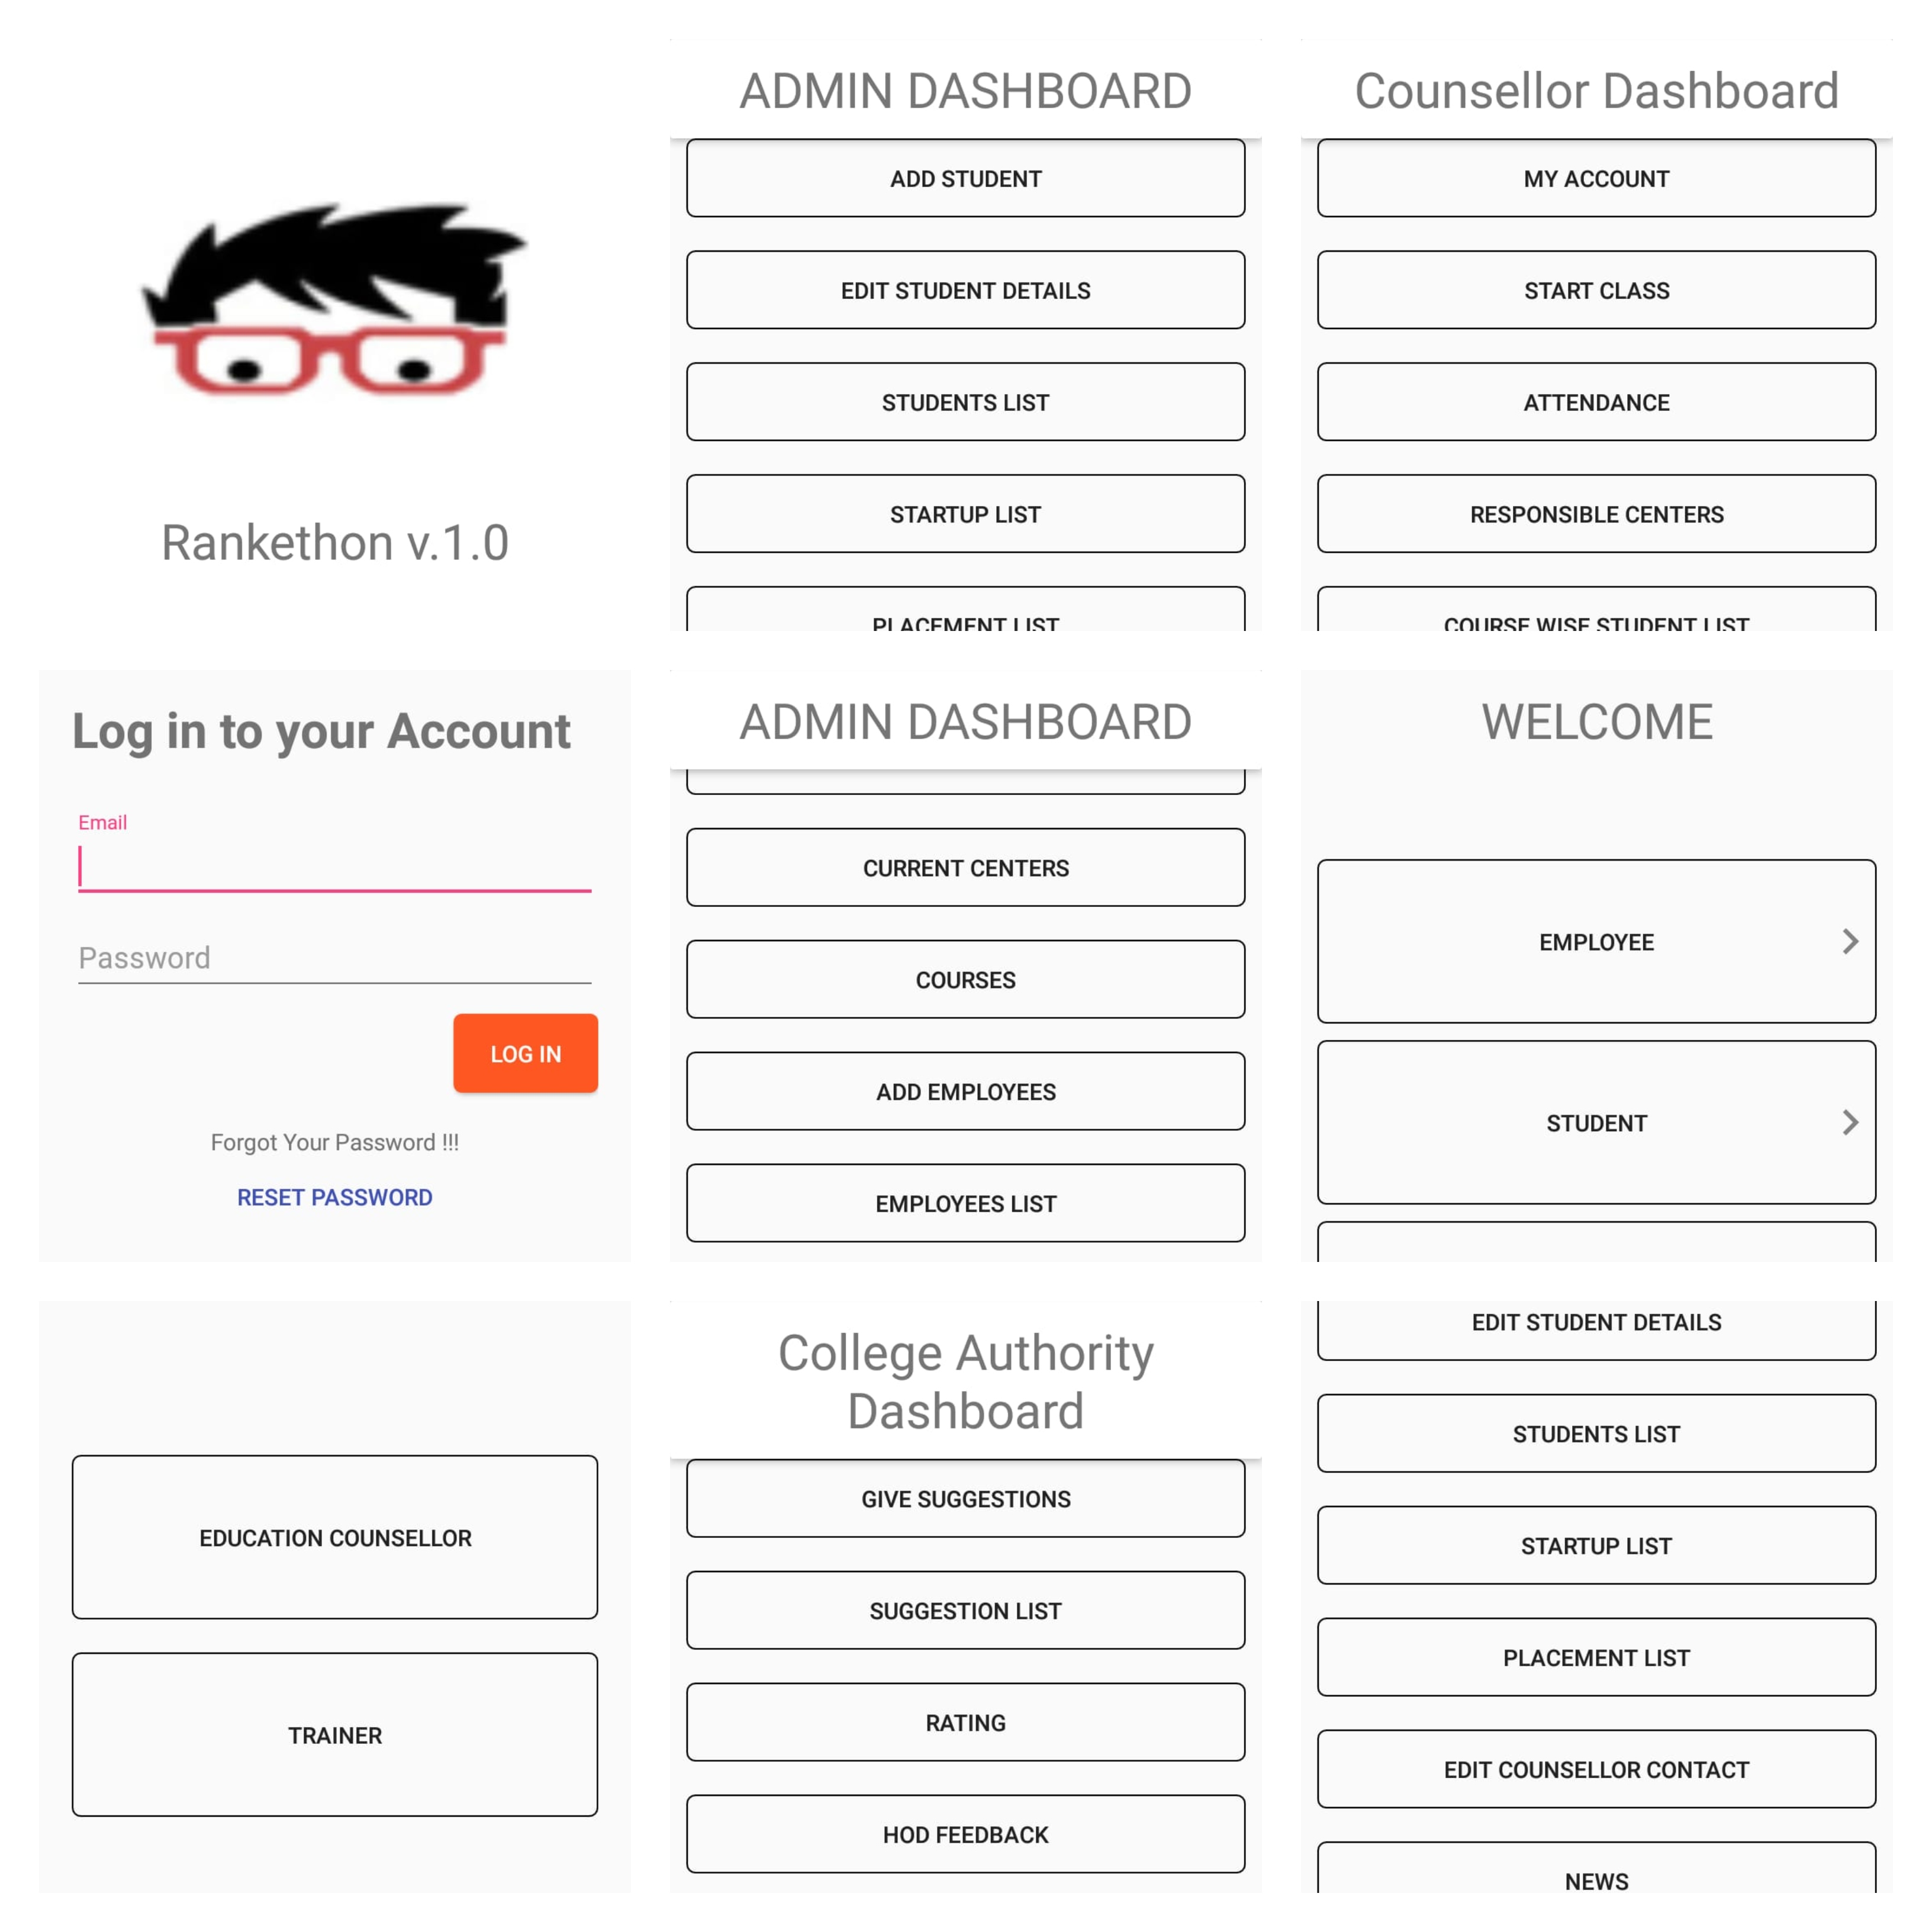 Rankethon v.1.0
ADMIN DASHBOARD
ADD STUDENT
EDIT STUDENT DETAILS
STUDENTS LIST
STARTUP LIST
PLACEMENT LIST
Counsellor Dashboard
MY ACCOUNT
START CLASS
ATTENDANCE
RESPONSIBLE CENTERS
COURSE WISE STUDENT LIST
Log in to your Account
Email
Password
LOG IN
Forgot Your Password !!!
RESET PASSWORD
ADMIN DASHBOARD
CURRENT CENTERS
COURSES
ADD EMPLOYEES
EMPLOYEES LIST
WELCOME
EMPLOYEE
STUDENT
EDUCATION COUNSELLOR
TRAINER
College Authority
Dashboard
GIVE SUGGESTIONS
SUGGESTION LIST
RATING
HOD FEEDBACK
EDIT STUDENT DETAILS
STUDENTS LIST
STARTUP LIST
PLACEMENT LIST
EDIT COUNSELLOR CONTACT
NEWS